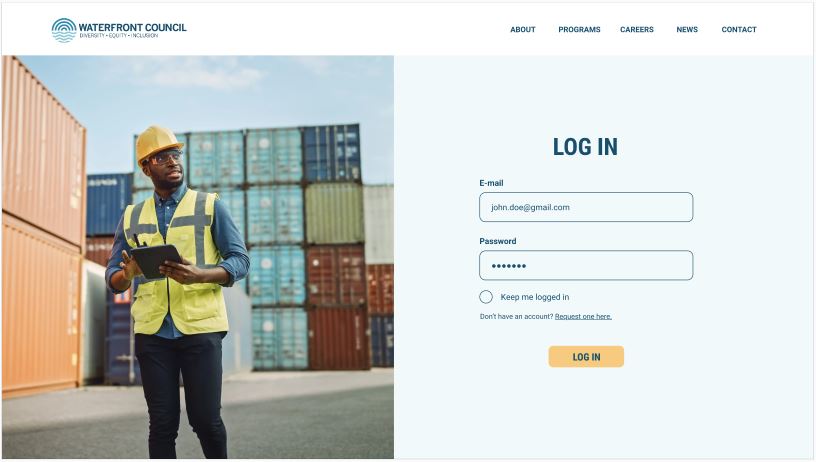 WATERFRONT COUNCIL
DIVERSITY • EQUITY • INCLUSION
ABOUT PROGRAMS CAREERS NEWS CONTACT
LOG IN
E-mail
john.doe@gmail.com
Password
•••••••
Keep me logged in
Don't have an account? Request one here.
LOG IN